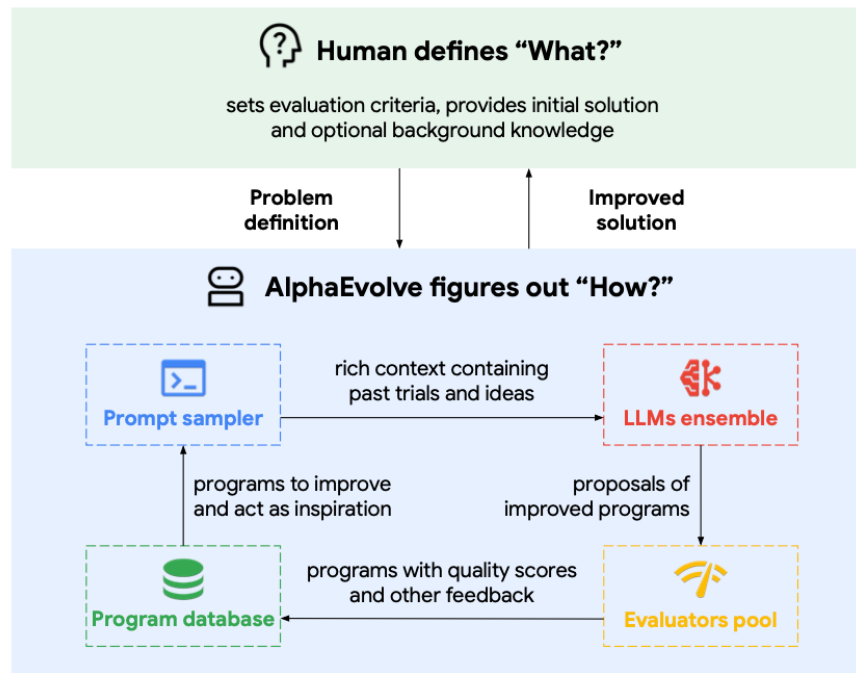 Human defines “What?”
sets evaluation criteria, provides initial solution
and optional background knowledge
Problem
definition
Improved
solution
AlphaEvolve figures out “How?”
Prompt sampler
rich context containing
past trials and ideas
LLMs ensemble
programs to improve
and act as inspiration
proposals of
improved programs
Program database
programs with quality scores
and other feedback
Evaluators pool